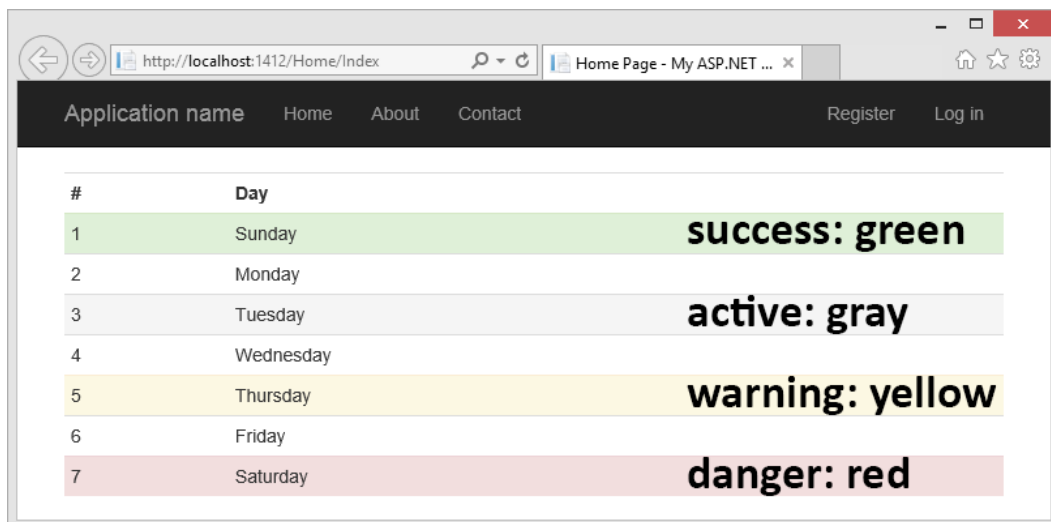 http://localhost:1412/Home/Index Home Page - My ASP.NET ...
Application name Home About Contact Register Log in
# Day
1 Sunday success: green
2 Monday
3 Tuesday active: gray
4 Wednesday
5 Thursday warning: yellow
6 Friday
7 Saturday danger: red